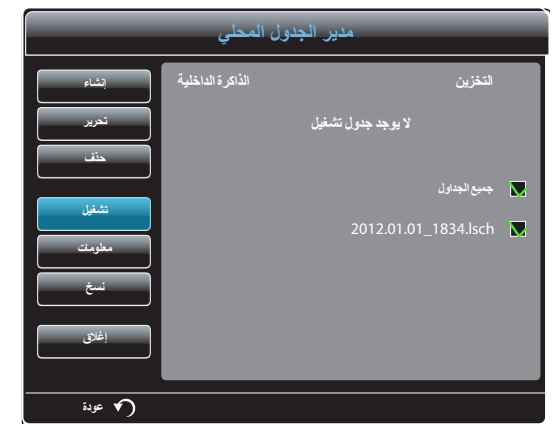 مدير الجدول المحلي
التخزين
الذاكرة الداخلية
لا يوجد جدول تشغيل
جميع الجداول
2012.01.01_1834.lsch
إنشاء
تحرير
حذف
تشغيل
معلومات
نسخ
إغلاق
عودة